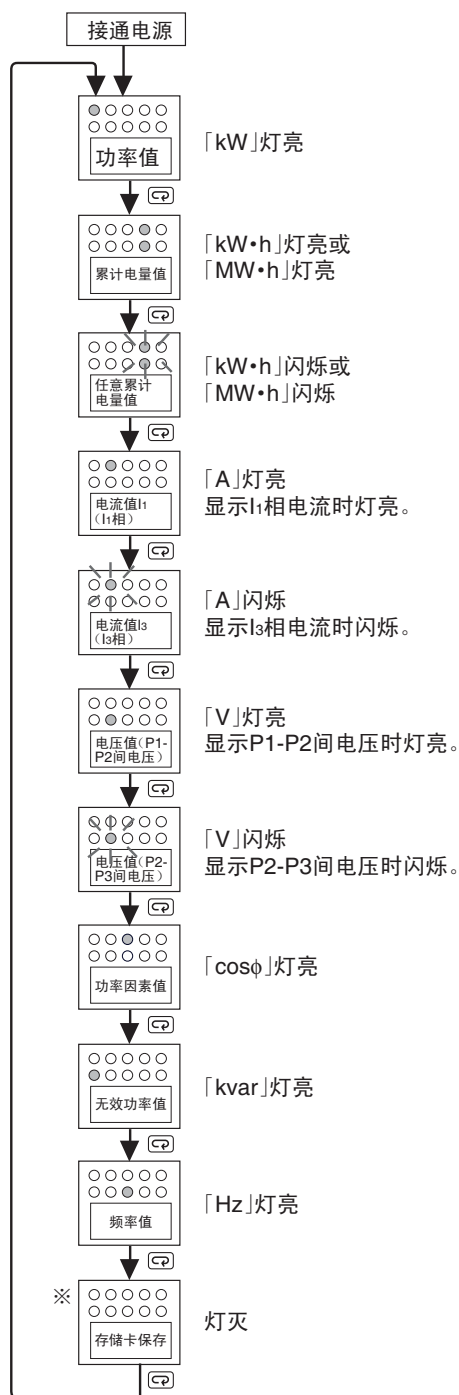 接通电源
功率值
「kW」灯亮
累计电量值
「kW•h」灯亮或
「MW•h」灯亮
任意累计
电量值
「kW•h」闪烁或
「MW•h」闪烁
电流值I1
（I1相）
「A」灯亮
显示I1相电流时灯亮。
电流值I3
（I3相）
「A」闪烁
显示I3相电流时闪烁。
电压值（P1-
P2间电压）
「V」灯亮
显示P1-P2间电压时灯亮。
电压值（P2-
P3间电压）
「V」闪烁
显示P2-P3间电压时闪烁。
功率因素值
「cosϕ」灯亮
无效功率值
「kvar」灯亮
频率值
「Hz」灯亮
※
存储卡保存
灯灭